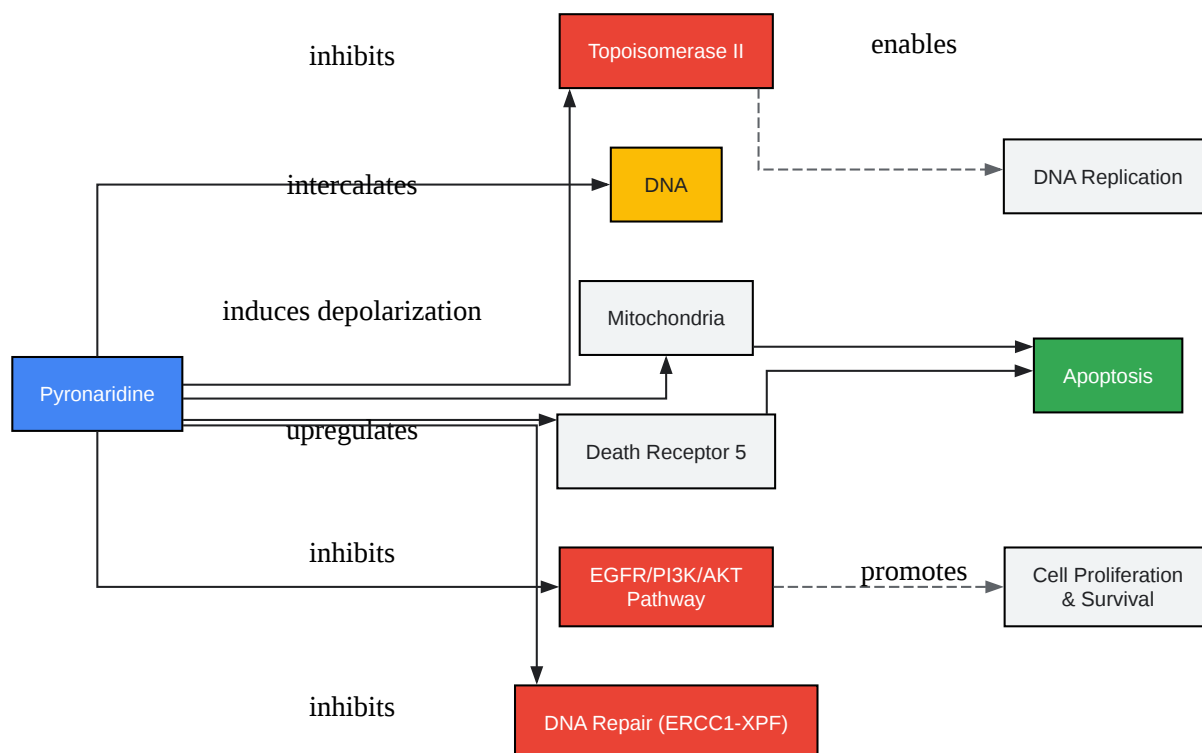 inhibits
Topoisomerase II
enables
intercalates
DNA
DNA Replication
induces depolarization
Mitochondria
Pyronaridine
Apoptosis
upregulates
Death Receptor 5
inhibits
EGFR/PI3K/AKT
Pathway
promotes
Cell Proliferation
& Survival
inhibits
DNA Repair (ERCC1-XPF)